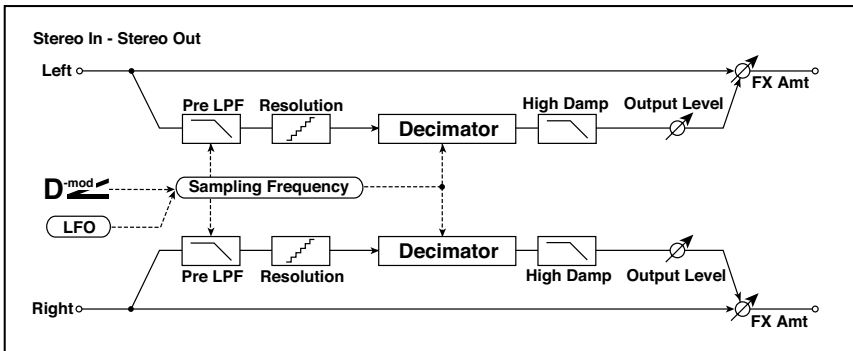 Stereo In - Stereo Out
Left
FX Amt
Pre LPF
Resolution
Decimator
High Damp
Output Level
D-mod
Sampling Frequency
LFO
Pre LPF
Resolution
Decimator
High Damp
Output Level
Right
FX Amt